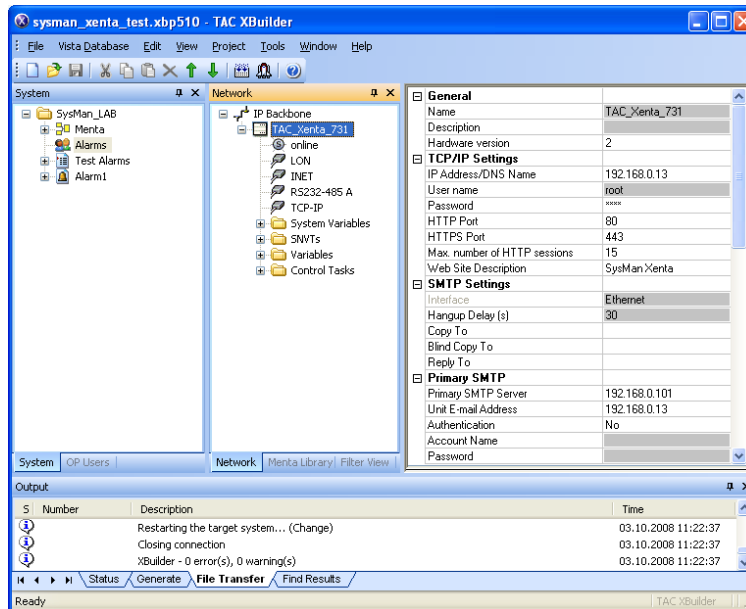 sysman_xenta_test.xbp510 - TAC XBuilder
File Vista Database Edit View Project Tools Window Help
System
SysMan_LAB
Menta
Alarms
Test Alarms
Alarm1
System OP Users
Network
IP Backbone
TAC_Xenta_731
online
LON
INET
RS232-485 A
TCP-IP
System Variables
SNVTs
Variables
Control Tasks
Network Menta Library Filter View
General
Name TAC_Xenta_731
Description
Hardware version 2
TCP/IP Settings
IP Address/DNS Name 192.168.0.13
User name root
Password ****
HTTP Port 80
HTTPS Port 443
Max. number of HTTP sessions 15
Web Site Description SysMan Xenta
SMTP Settings
Interface Ethernet
Hangup Delay (s) 30
Copy To
Blind Copy To
Reply To
Primary SMTP
Primary SMTP Server 192.168.0.101
Unit E-mail Address 192.168.0.13
Authentication No
Account Name
Password
Output
S Number Description Time
Restarting the target system... (Change) 03.10.2008 11:22:37
Closing connection 03.10.2008 11:22:37
XBuilder - 0 error(s), 0 warning(s) 03.10.2008 11:22:37
Status Generate File Transfer Find Results
Ready TAC XBuilder